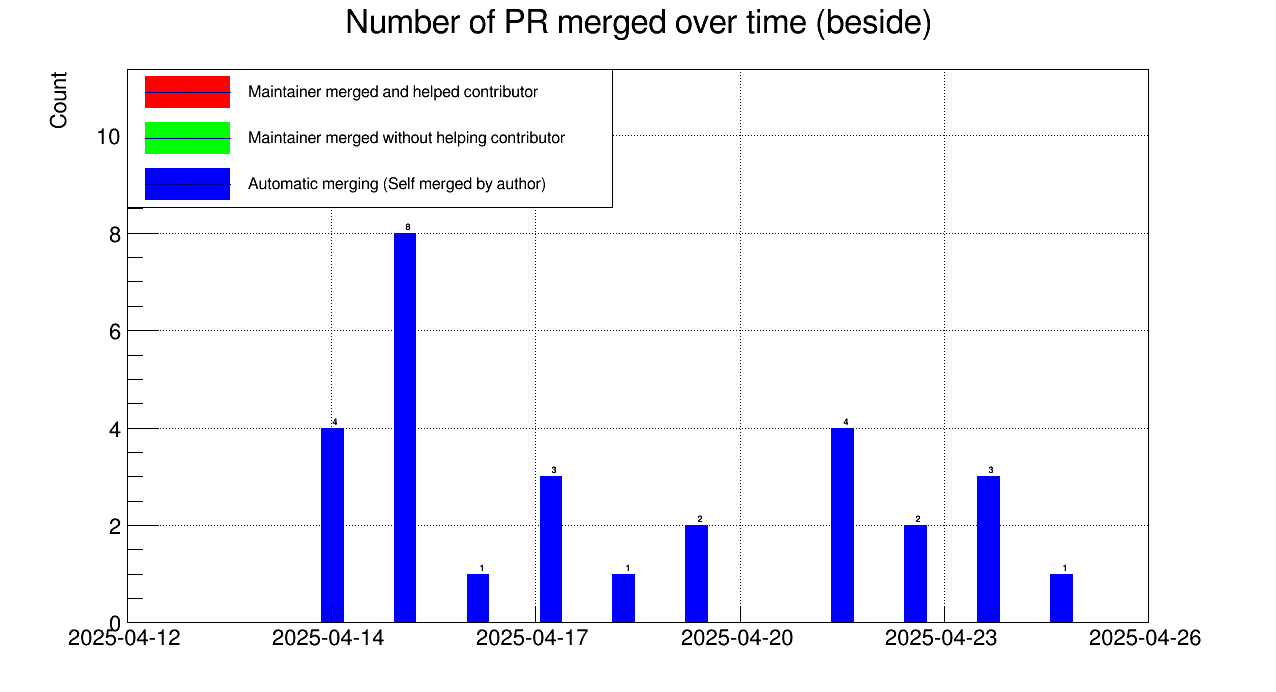 Number of PR merged over time (beside)
Count
Maintainer merged and helped contributor
Maintainer merged without helping contributor
Automatic merging (Self merged by author)
10
8
6
4
2
0
8
4
4
3
3
2
2
1
1
1
2025-04-12 2025-04-14 2025-04-17 2025-04-20 2025-04-23 2025-04-26